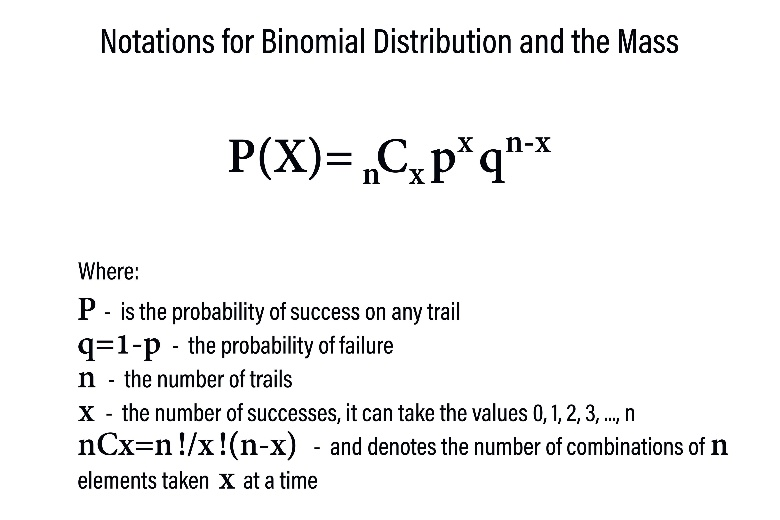 Notations for Binomial Distribution and the Mass
P(X)= nCx p^x q^n-x
Where:
P - is the probability of success on any trail
q=1-p - the probability of failure
n - the number of trails
x - the number of successes, it can take the values 0, 1, 2, 3, ..., n
nCx=n!/x!(n-x) - and denotes the number of combinations of n
elements taken x at a time